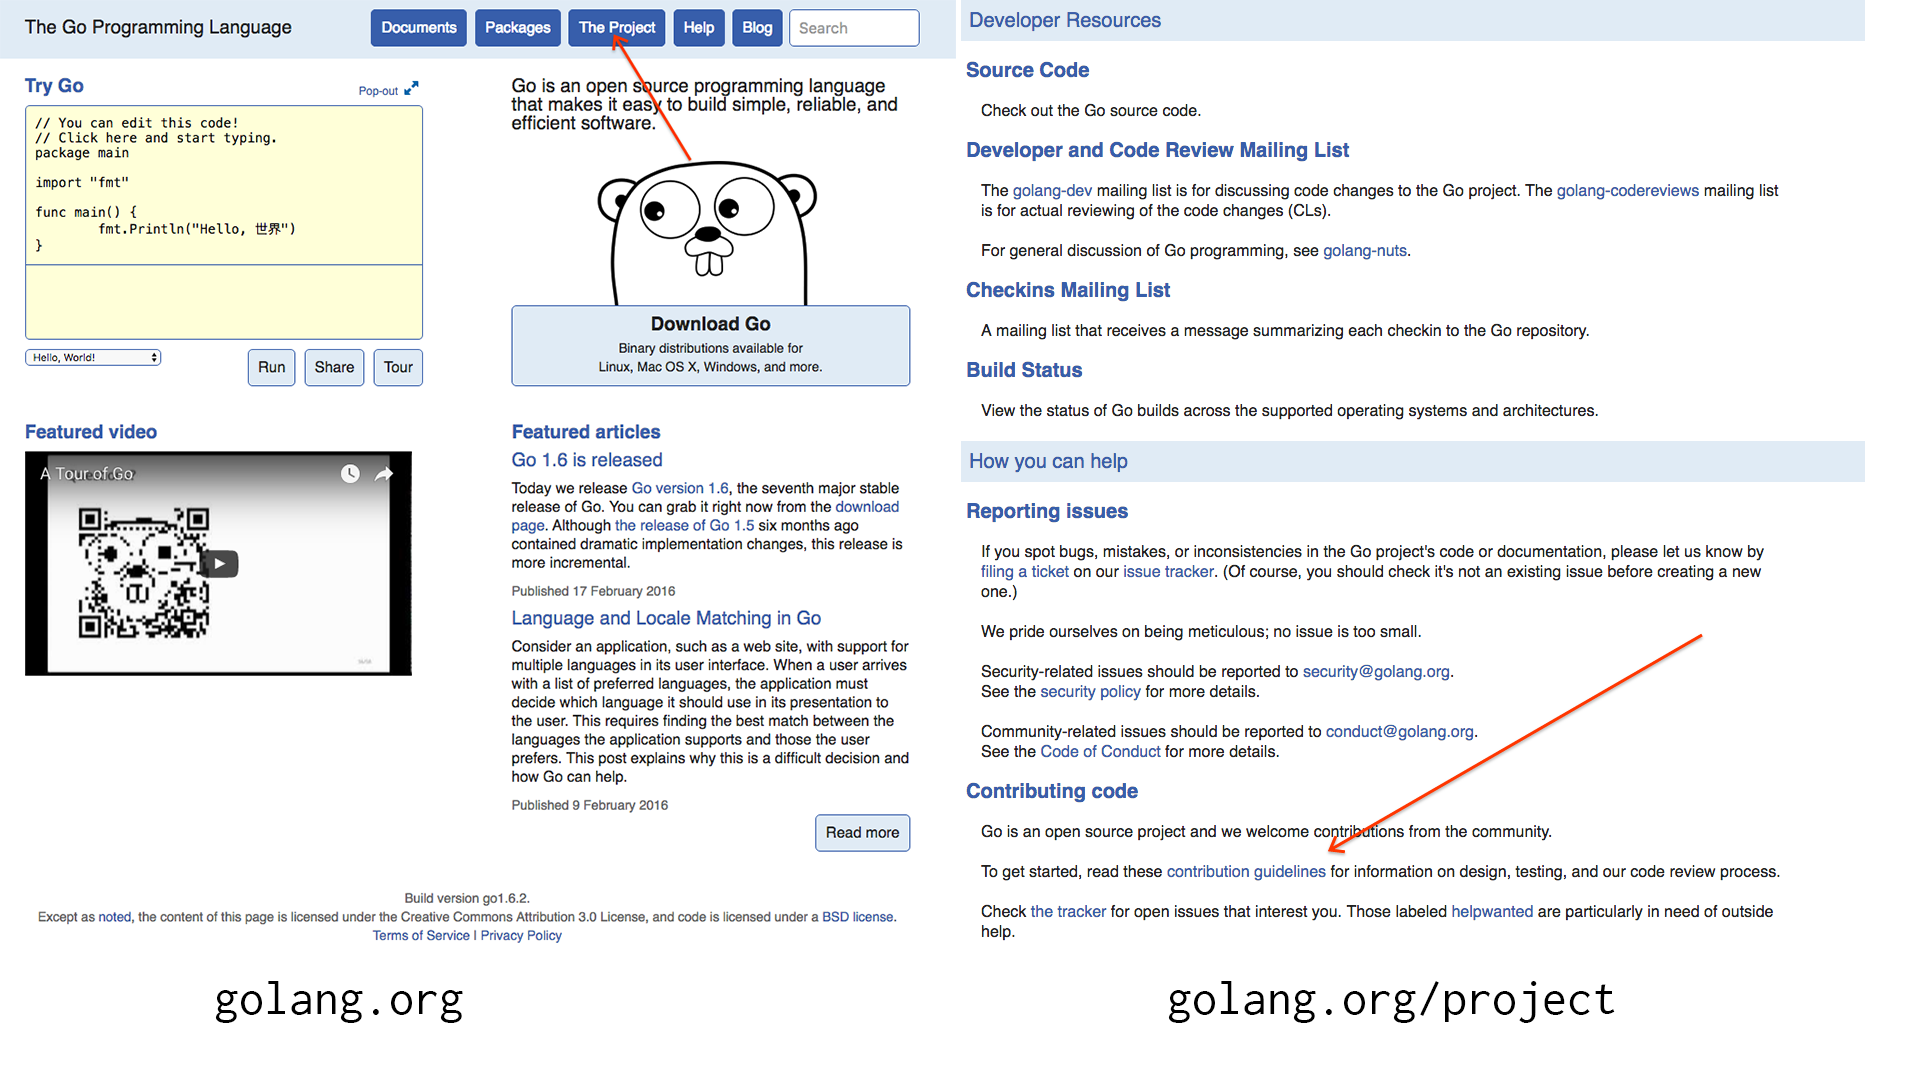 The Go Programming Language
Documents
Packages
The Project
Help
Blog
Search
Try Go
Pop-out
// You can edit this code!
// Click here and start typing.
package main
import "fmt"
func main() {
fmt.Println("Hello, 世界")
}
Hello, World!
Run
Share
Tour
Go is an open source programming language
that makes it easy to build simple, reliable, and
efficient software.
Download Go
Binary distributions available for
Linux, Mac OS X, Windows, and more.
Featured video
A Tour of Go
Featured articles
Go 1.6 is released
Today we release Go version 1.6, the seventh major stable
release of Go. You can grab it right now from the download
page. Although the release of Go 1.5 six months ago
contained dramatic implementation changes, this release is
more incremental.
Published 17 February 2016
Language and Locale Matching in Go
Consider an application, such as a web site, with support for
multiple languages in its user interface. When a user arrives
with a list of preferred languages, the application must
decide which language it should use in its presentation to
the user. This requires finding the best match between the
languages the application supports and those the user
prefers. This post explains why this is a difficult decision and
how Go can help.
Published 9 February 2016
Read more
Build version go1.6.2.
Except as noted, the content of this page is licensed under the Creative Commons Attribution 3.0 License, and code is licensed under a BSD license.
Terms of Service | Privacy Policy
golang.org
Developer Resources
Source Code
Check out the Go source code.
Developer and Code Review Mailing List
The golang-dev mailing list is for discussing code changes to the Go project. The golang-codereviews mailing list
is for actual reviewing of the code changes (CLs).
For general discussion of Go programming, see golang-nuts.
Checkins Mailing List
A mailing list that receives a message summarizing each checkin to the Go repository.
Build Status
View the status of Go builds across the supported operating systems and architectures.
How you can help
Reporting issues
If you spot bugs, mistakes, or inconsistencies in the Go project's code or documentation, please let us know by
filing a ticket on our issue tracker. (Of course, you should check it's not an existing issue before creating a new
one.)
We pride ourselves on being meticulous; no issue is too small.
Security-related issues should be reported to security@golang.org.
See the security policy for more details.
Community-related issues should be reported to conduct@golang.org.
See the Code of Conduct for more details.
Contributing code
Go is an open source project and we welcome contributions from the community.
To get started, read these contribution guidelines for information on design, testing, and our code review process.
Check the tracker for open issues that interest you. Those labeled helpwanted are particularly in need of outside
help.
golang.org/project